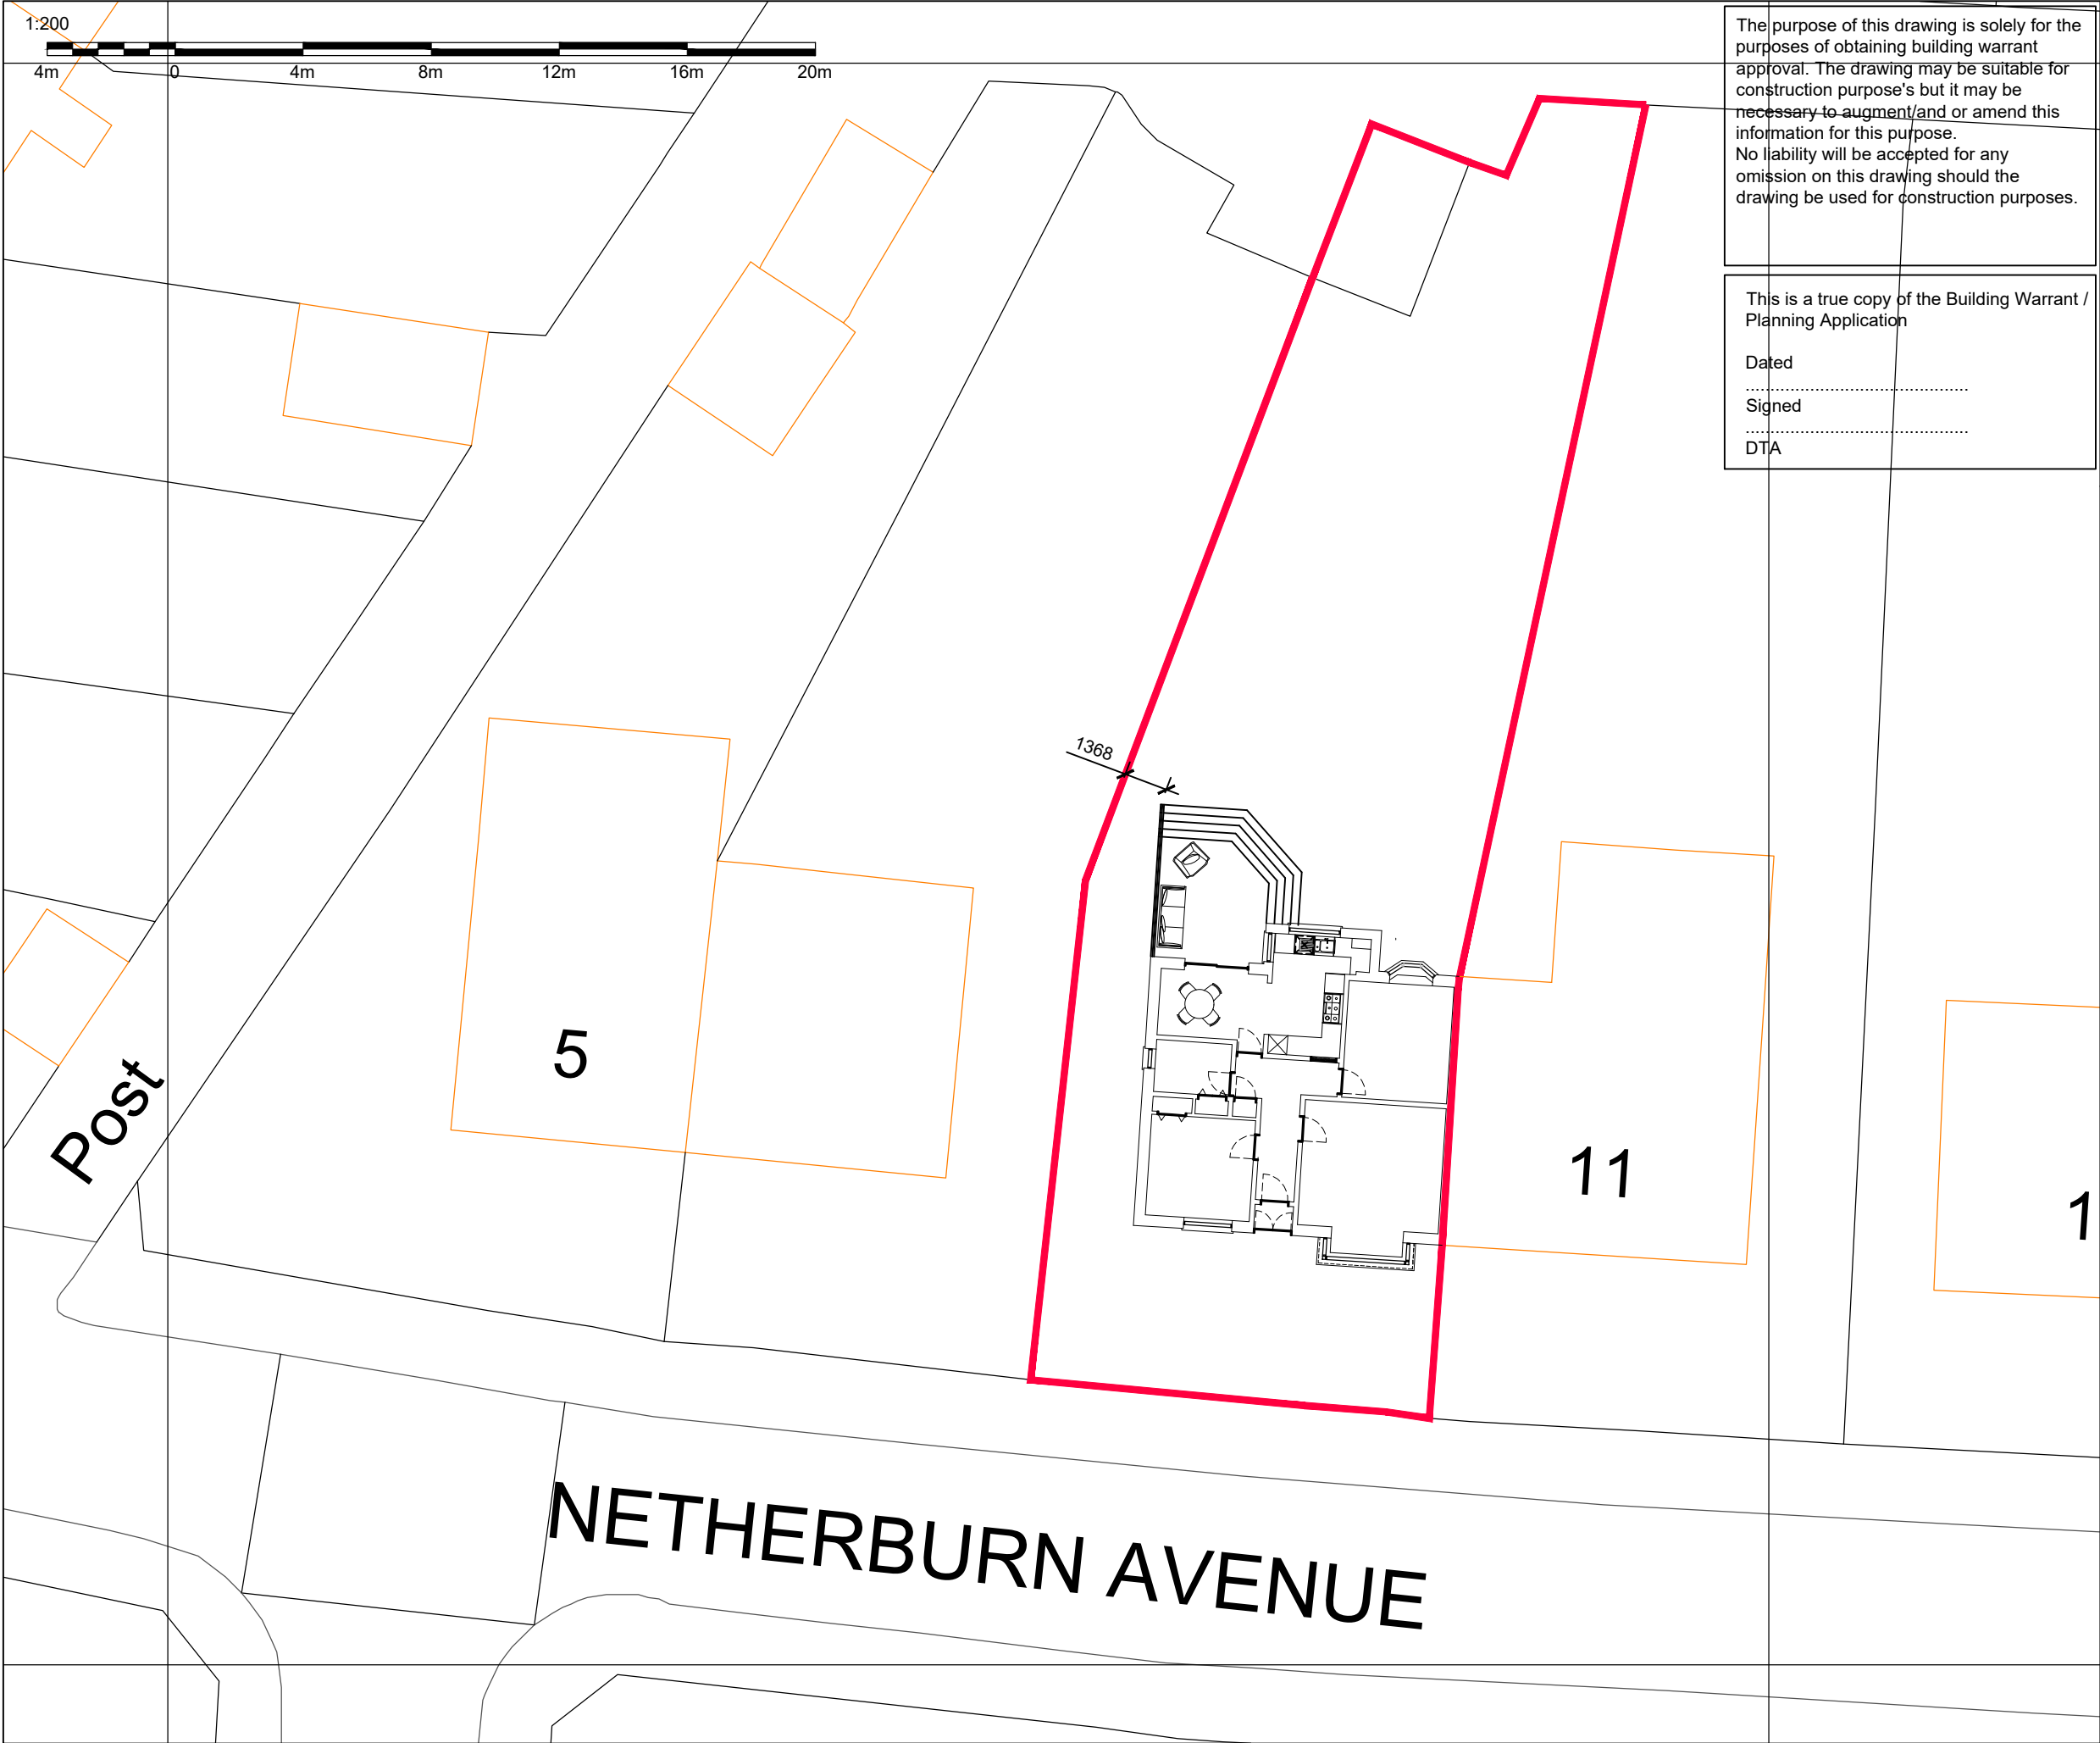 1:200
4m 0 4m 8m 12m 16m 20m
The purpose of this drawing is solely for the
purposes of obtaining building warrant
approval. The drawing may be suitable for
construction purpose's but it may be
necessary to augment/and or amend this
information for this purpose.
No liability will be accepted for any
omission on this drawing should the
drawing be used for construction purposes.
This is a true copy of the Building Warrant /
Planning Application
Dated
..........................................
Signed
..........................................
DTA
1368
5
Post
11
1
NETHERBURN AVENUE